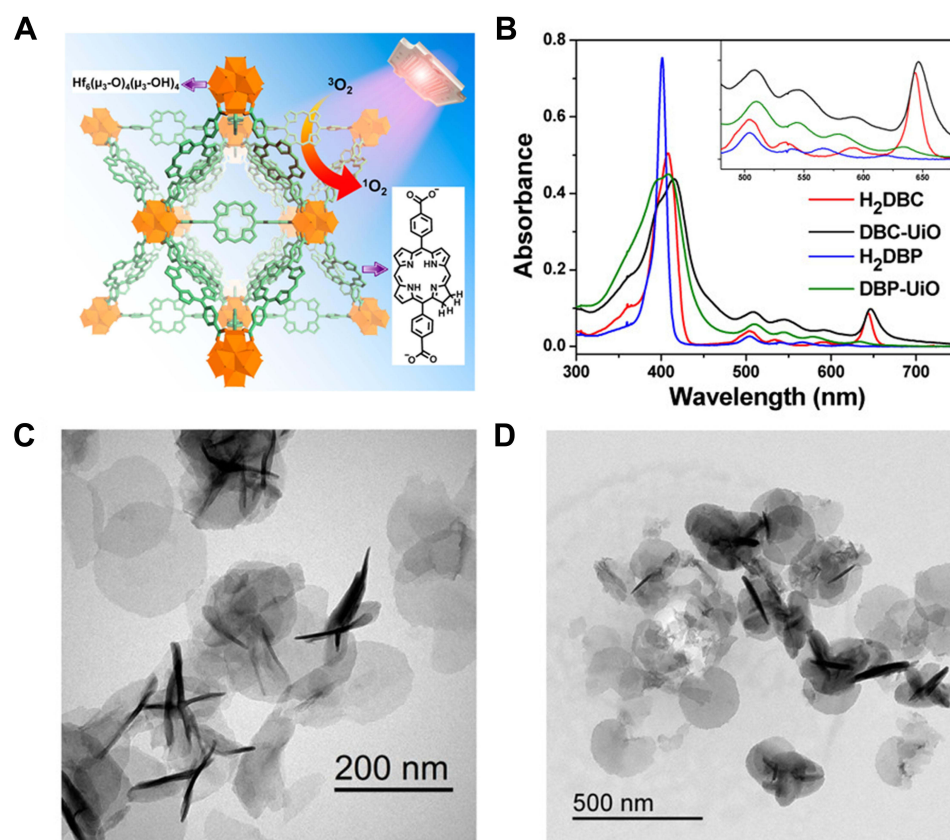 A
Hf6(μ3-O)4(μ3-OH)4
³O2
¹O2
O
O⁻
N
HN
NH
N
H
H
H
⁻O
O
B
0.8
0.6
0.4
0.2
0.0
Absorbance
500
550
600
650
H2DBC
DBC-UiO
H2DBP
DBP-UiO
300
400
500
600
700
Wavelength (nm)
C
200 nm
D
500 nm